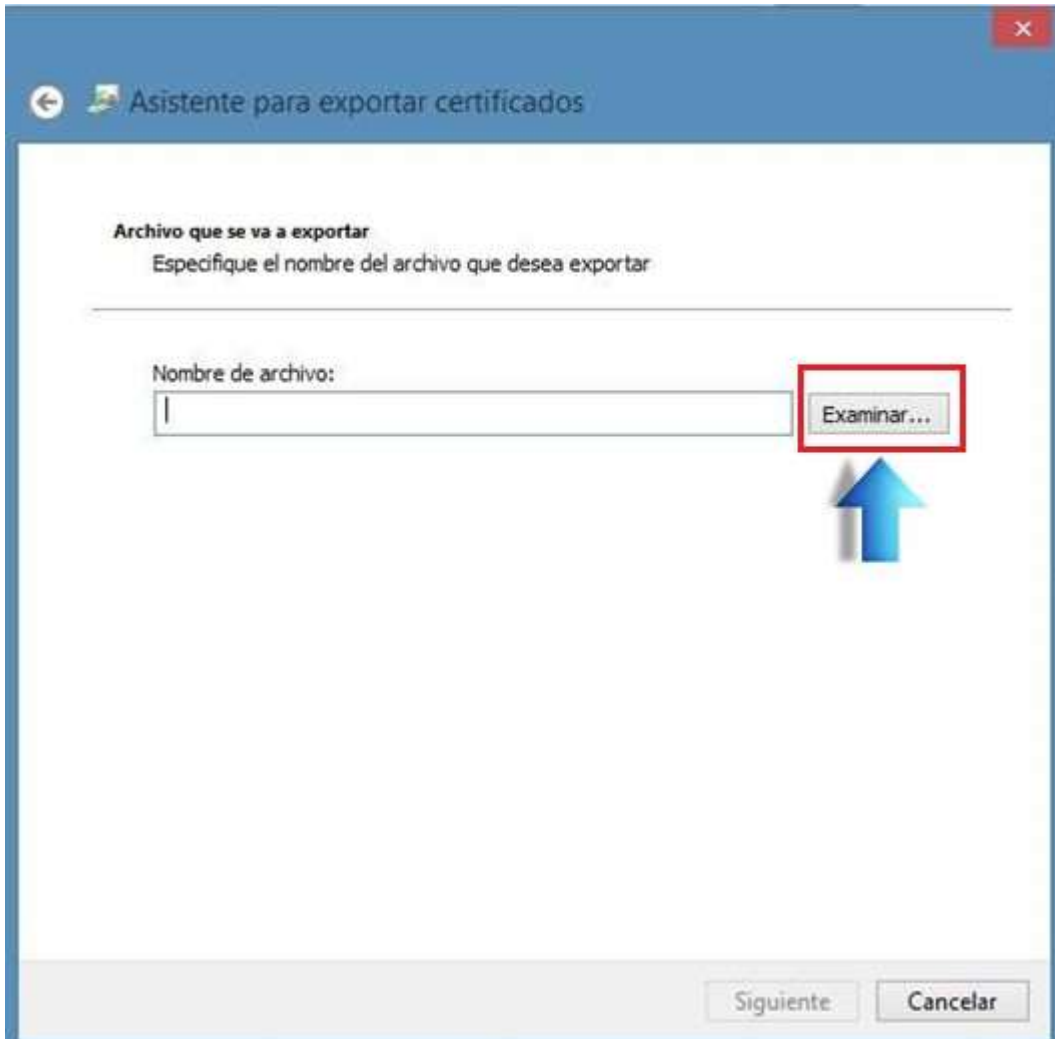 Asistente para exportar certificados
Archivo que se va a exportar
Especifique el nombre del archivo que desea exportar
Nombre de archivo:
Examinar...
Siguiente
Cancelar